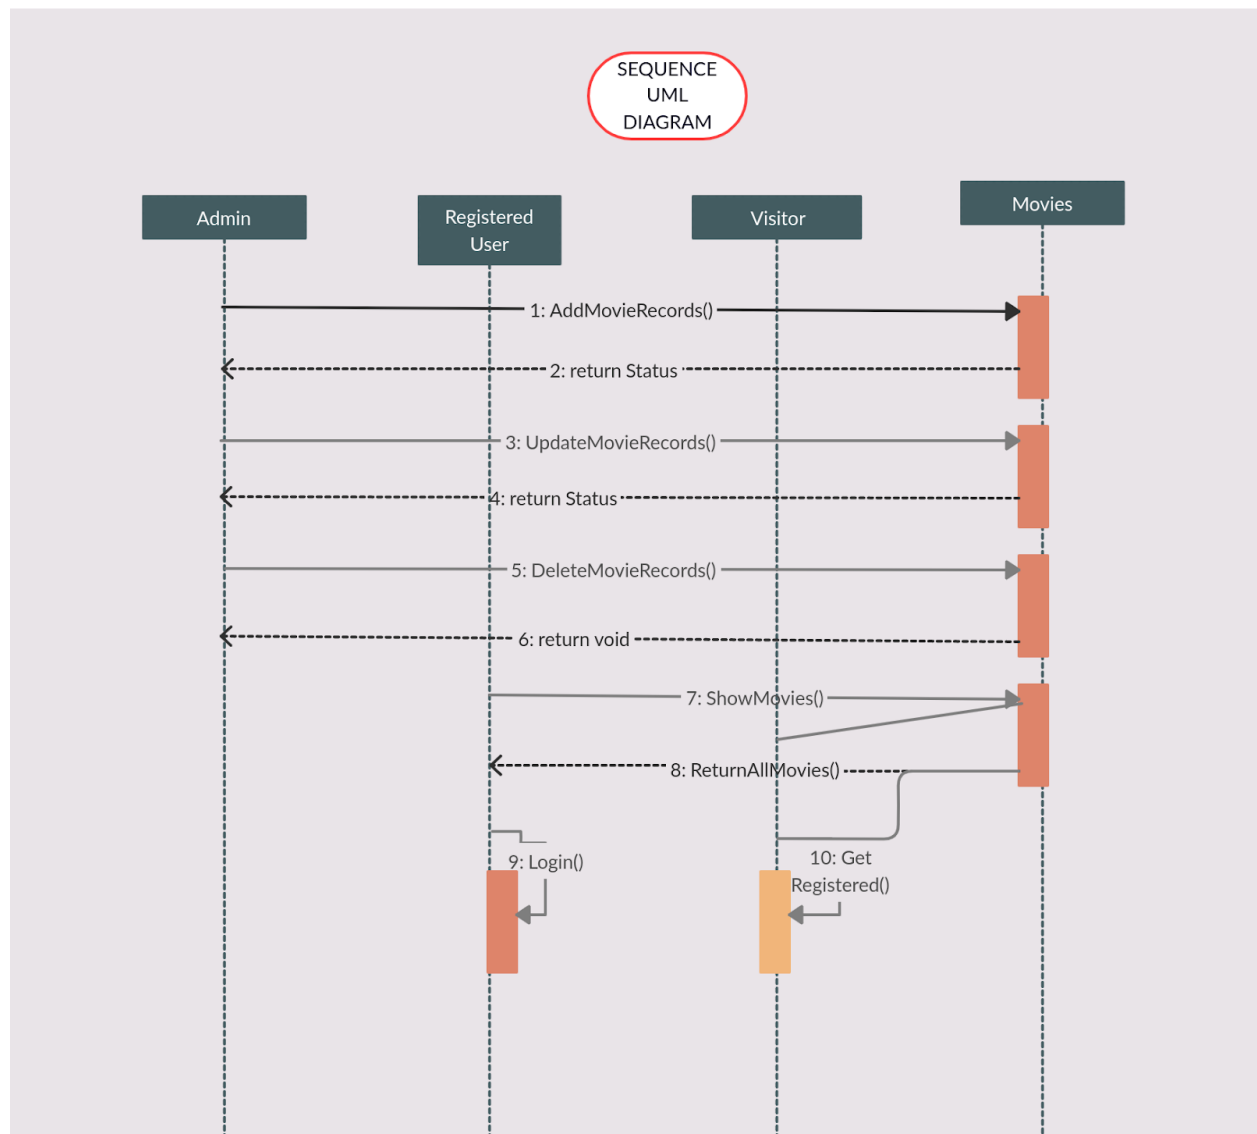 SEQUENCE
UML
DIAGRAM
Admin
Registered
User
Visitor
Movies
1: AddMovieRecords()
2: return Status
3: UpdateMovieRecords()
4: return Status
5: DeleteMovieRecords()
6: return void
7: ShowMovies()
8: ReturnAllMovies()
9: Login()
10: Get
Registered()